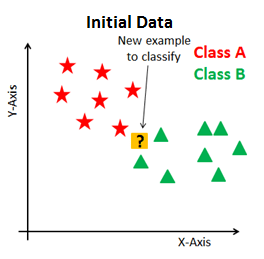 Initial Data
New example
to classify
Class A
Class B
?
Y-Axis
X-Axis